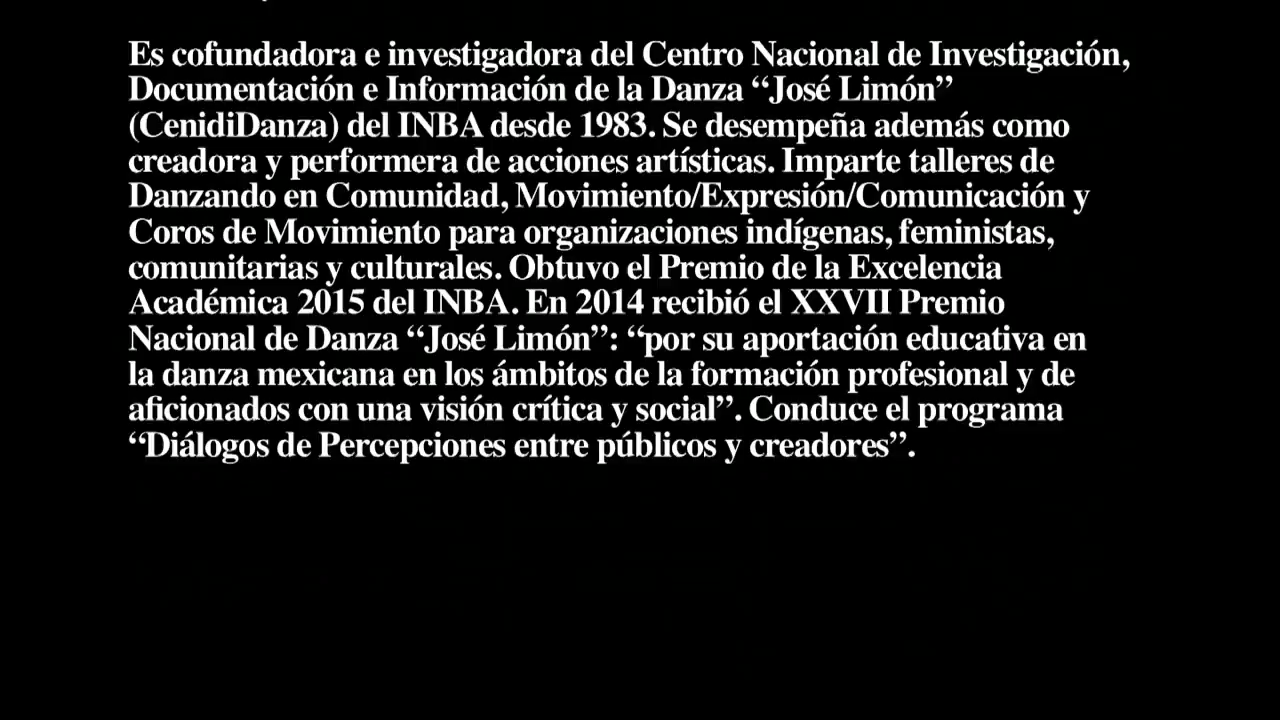 Es cofundadora e investigadora del Centro Nacional de Investigación,
Documentación e Información de la Danza “José Limón”
(CenidiDanza) del INBA desde 1983. Se desempeña además como
creadora y performera de acciones artísticas. Imparte talleres de
Danzando en Comunidad, Movimiento/Expresión/Comunicación y
Coros de Movimiento para organizaciones indígenas, feministas,
comunitarias y culturales. Obtuvo el Premio de la Excelencia
Académica 2015 del INBA. En 2014 recibió el XXVII Premio
Nacional de Danza “José Limón”: “por su aportación educativa en
la danza mexicana en los ámbitos de la formación profesional y de
aficionados con una visión crítica y social”. Conduce el programa
“Diálogos de Percepciones entre públicos y creadores”.